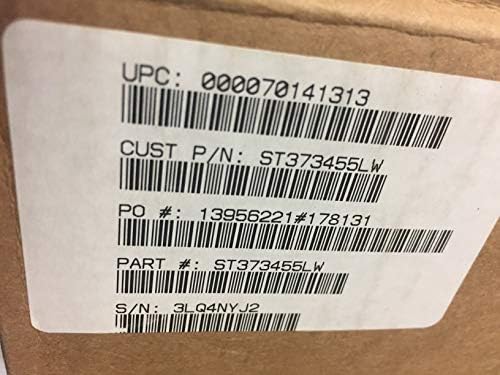 UPC: 000070141313
CUST P/N: ST373455LW
PO #: 13956221#178131
PART #: ST373455LW
S/N: 3LQ4NYJ2